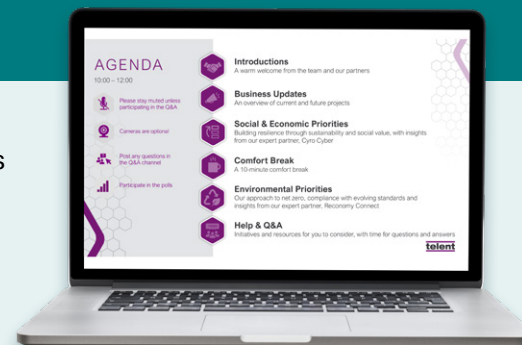 s
AGENDA
10:00 – 12:00
Please stay muted unless
participating in the Q&A
Cameras are optional
Post any questions in
the Q&A channel
Participate in the polls
Introductions
A warm welcome from the team and our partners
Business Updates
An overview of current and future projects
Social & Economic Priorities
Building resilience through sustainability and social value, with insights
from our expert partner, Cyro Cyber
Comfort Break
A 10-minute comfort break
Environmental Priorities
Our approach to net zero, compliance with evolving standards and
insights from our expert partner, Reconomy Connect
Help & Q&A
Initiatives and resources for you to consider, with time for questions and answers
telent